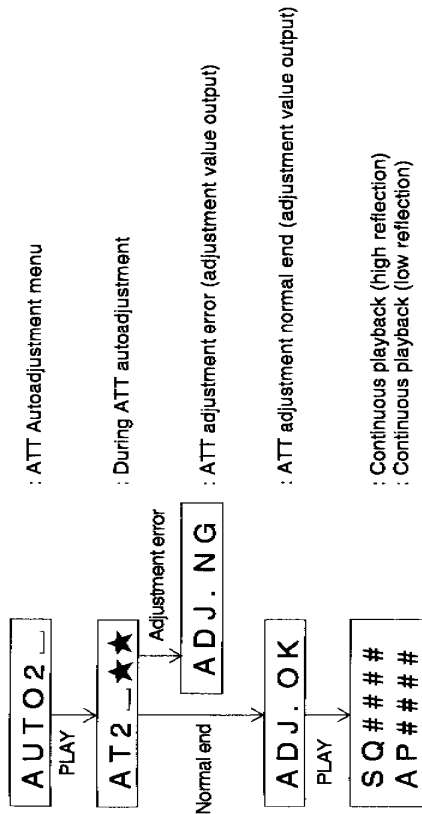 AUTO2_ : ATT Autoadjustment menu
PLAY
AT2_★★ : During ATT autoadjustment
Adjustment error
ADJ.NG : ATT adjustment error (adjustment value output)
Normal end
ADJ.OK : ATT adjustment normal end (adjustment value output)
PLAY
SQ#### : Continuous playback (high reflection)
AP#### : Continuous playback (low reflection)